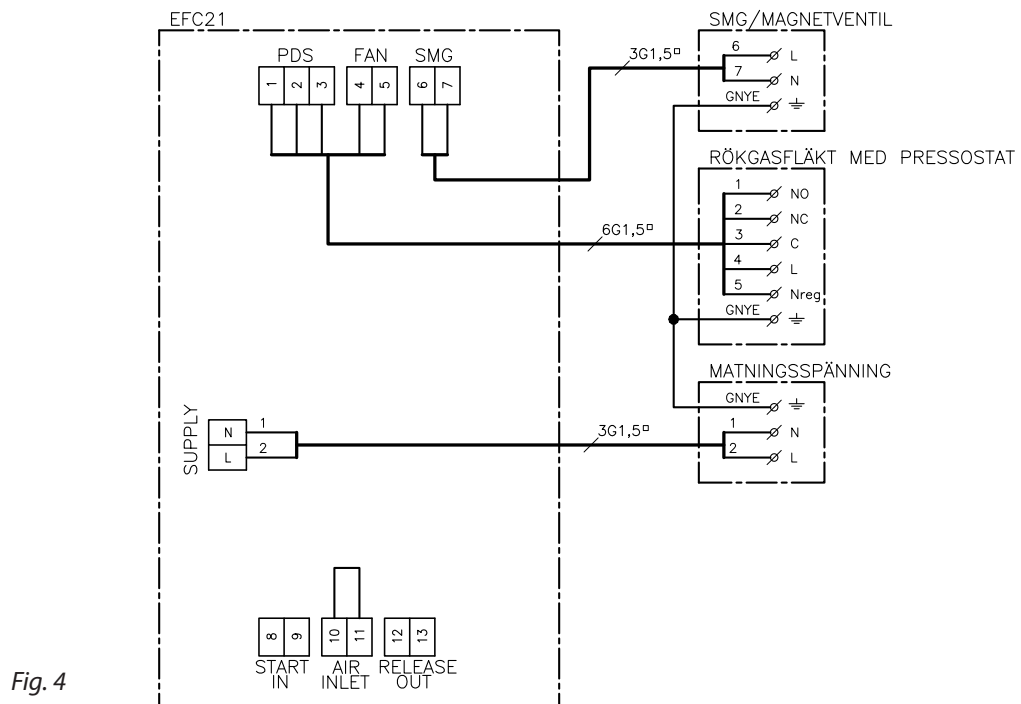 EFC21
SMG/MAGNETVENTIL
PDS FAN SMG
1 2 3 4 5 6 7
3G1,5□
6 L
7 N
GNYE
RÖKGASFLÄKT MED PRESSOSTAT
6G1,5□
1 NO
2 NC
3 C
4 L
5 Nreg
GNYE
MATNINGSSPÄNNING
GNYE
SUPPLY
N 1
L 2
3G1,5□
1 N
2 L
8 9 10 11 12 13
START IN
AIR INLET
RELEASE OUT
Fig. 4